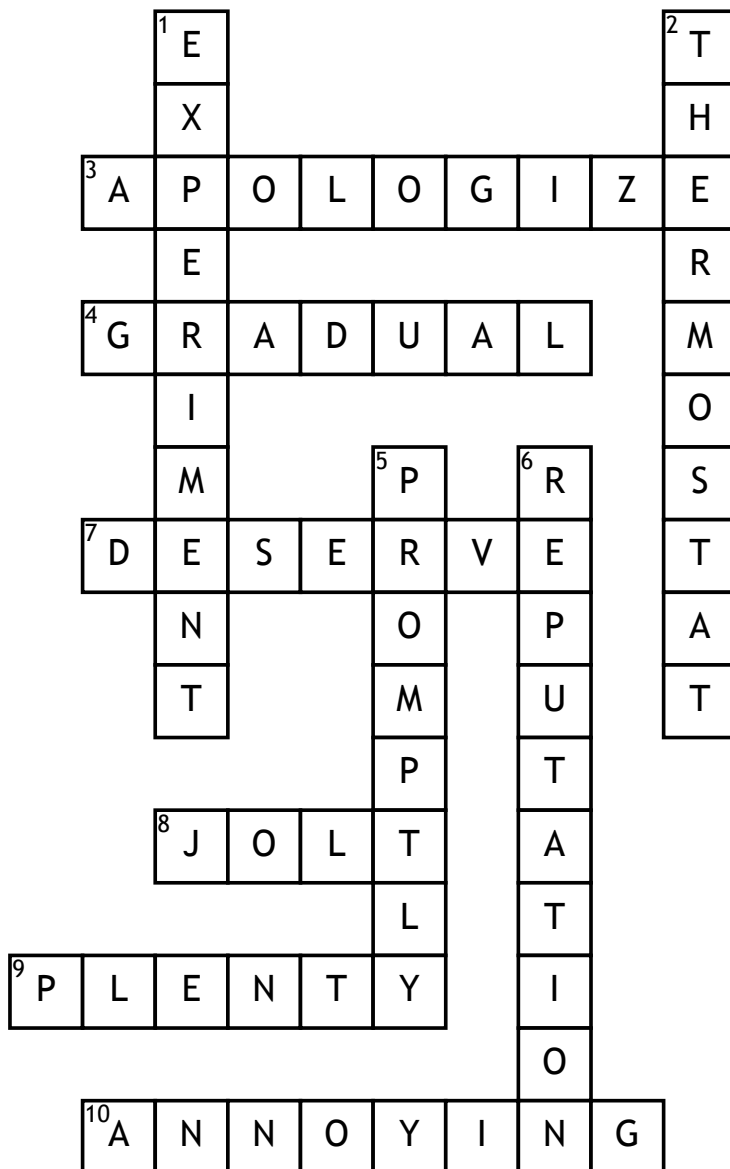 1 E 2 T
X H
3 A P O L O G I Z E
E R
4 G R A D U A L M
I O
M 5 P 6 R S
7 D E S E R V E T
N O P A
T M U T
P T
8 J O L T A
L T
9 P L E N T Y I
O
10 A N N O Y I N G